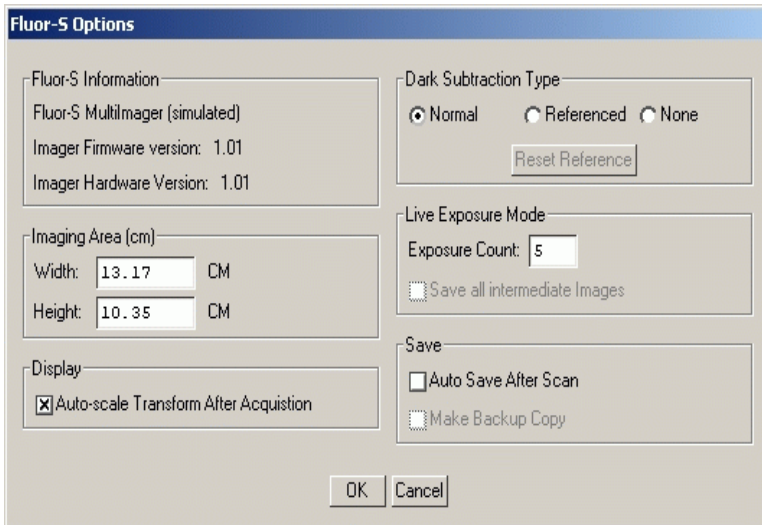 Fluor-S Options
Fluor-S Information
Fluor-S MultiImager (simulated)
Imager Firmware version: 1.01
Imager Hardware Version: 1.01
Imaging Area (cm)
Width: 13.17 CM
Height: 10.35 CM
Display
Auto-scale Transform After Acquistion
Dark Subtraction Type
Normal Referenced None
Reset Reference
Live Exposure Mode
Exposure Count: 5
Save all intermediate Images
Save
Auto Save After Scan
Make Backup Copy
OK Cancel